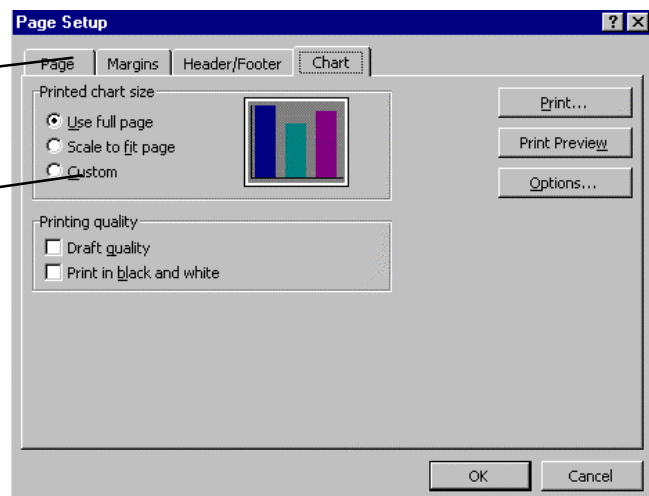 Page Setup
Page Margins Header/Footer Chart
Printed chart size
Use full page
Scale to fit page
Custom
Print...
Print Preview
Options...
Printing quality
Draft quality
Print in black and white
OK Cancel